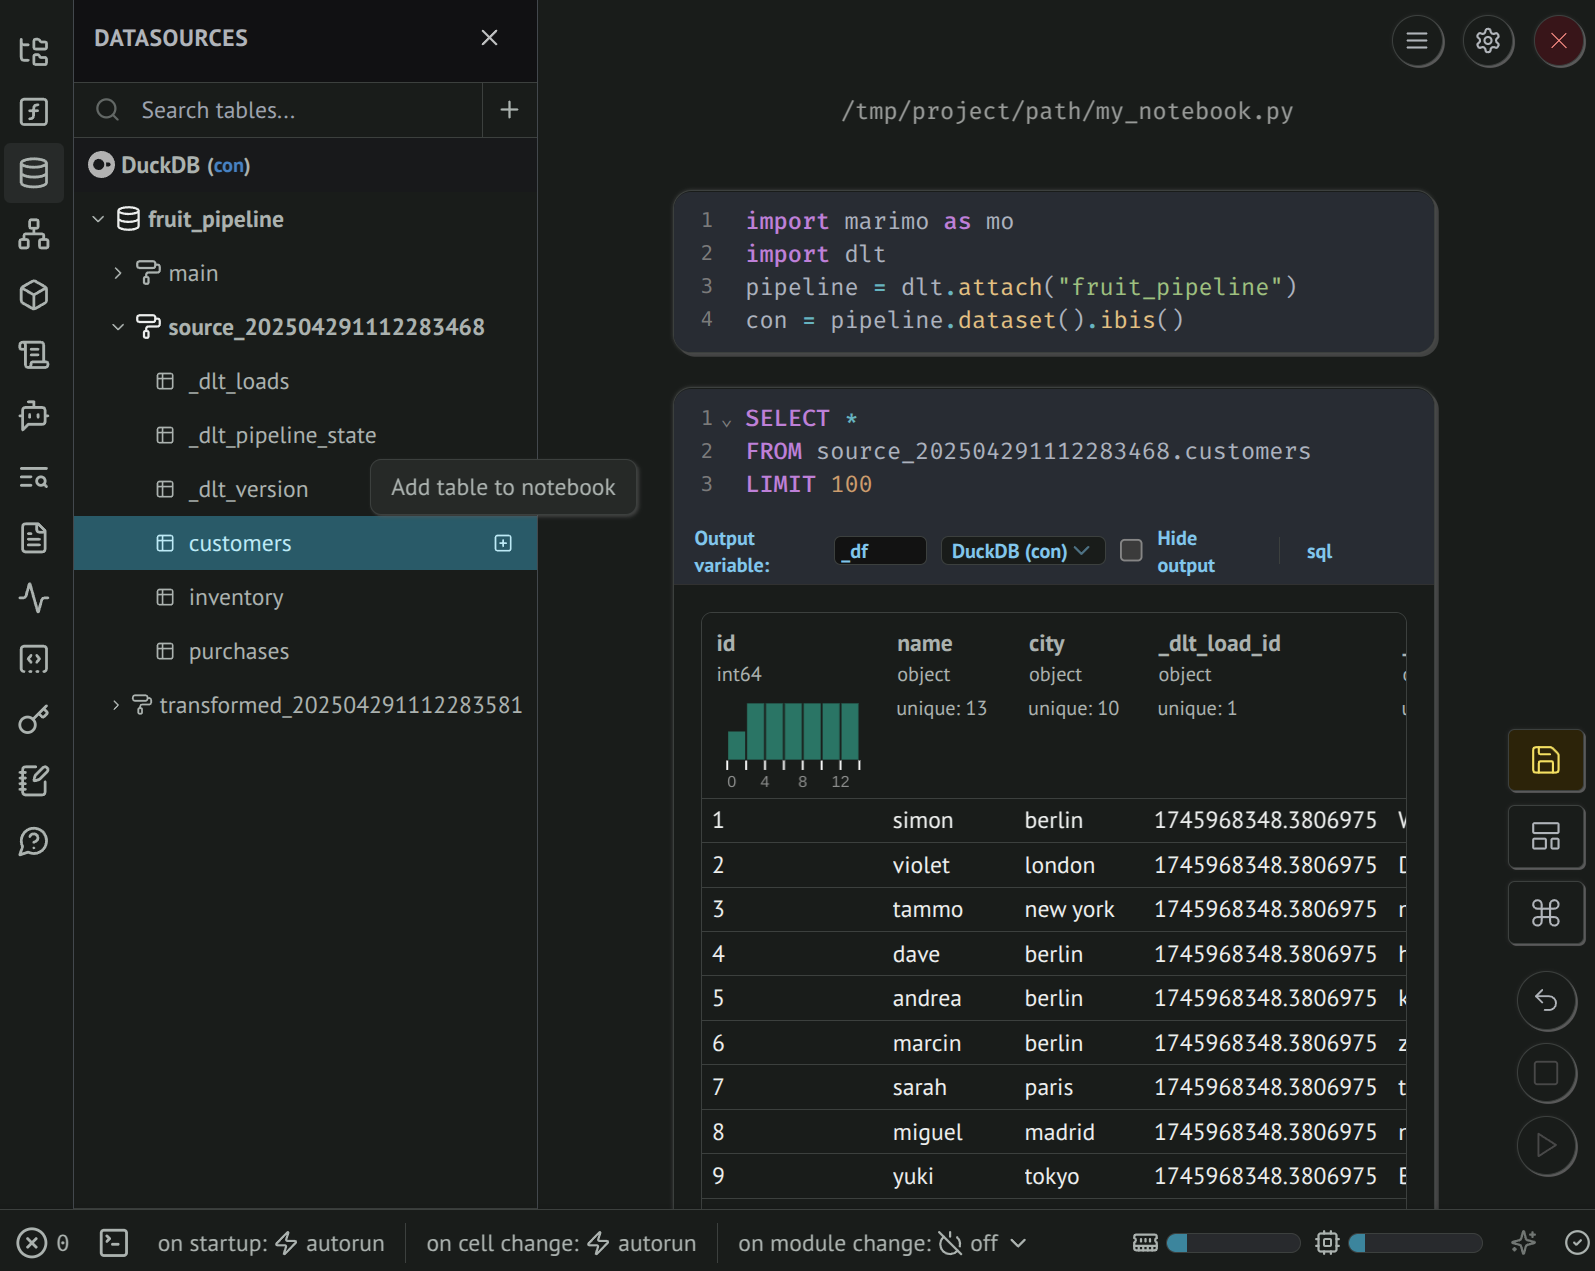 DATASOURCES
Search tables...
DuckDB (con)
fruit_pipeline
main
source_202504291112283468
_dlt_loads
_dlt_pipeline_state
_dlt_version
Add table to notebook
customers
inventory
purchases
transformed_202504291112283581
/tmp/project/path/my_notebook.py
1 import marimo as mo
2 import dlt
3 pipeline = dlt.attach("fruit_pipeline")
4 con = pipeline.dataset().ibis()
1 SELECT *
2 FROM source_202504291112283468.customers
3 LIMIT 100
Output variable: _df DuckDB (con) Hide output sql
id name city _dlt_load_id
int64 object object object
unique: 13 unique: 10 unique: 1
0 4 8 12
1 simon berlin 1745968348.3806975
2 violet london 1745968348.3806975
3 tammo new york 1745968348.3806975
4 dave berlin 1745968348.3806975
5 andrea berlin 1745968348.3806975
6 marcin berlin 1745968348.3806975
7 sarah paris 1745968348.3806975
8 miguel madrid 1745968348.3806975
9 yuki tokyo 1745968348.3806975
0 on startup: autorun on cell change: autorun on module change: off